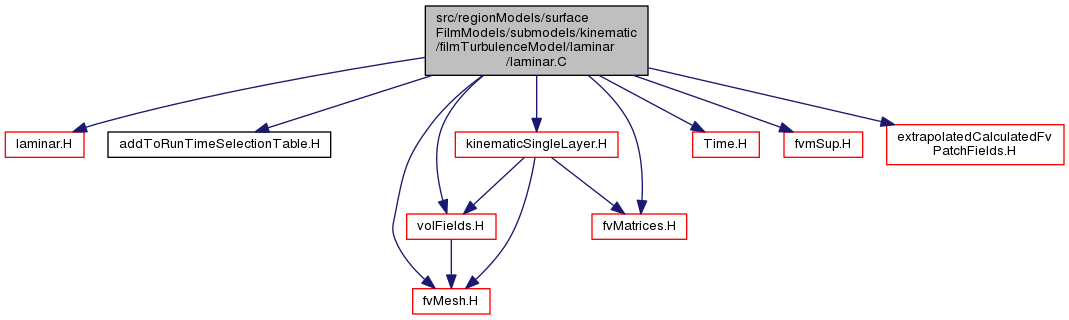 src/regionModels/surface
FilmModels/submodels/kinematic
/filmTurbulenceModel/laminar
/laminar.C
laminar.H
addToRunTimeSelectionTable.H
kinematicSingleLayer.H
Time.H
fvmSup.H
extrapolatedCalculatedFv
PatchFields.H
volFields.H
fvMatrices.H
fvMesh.H